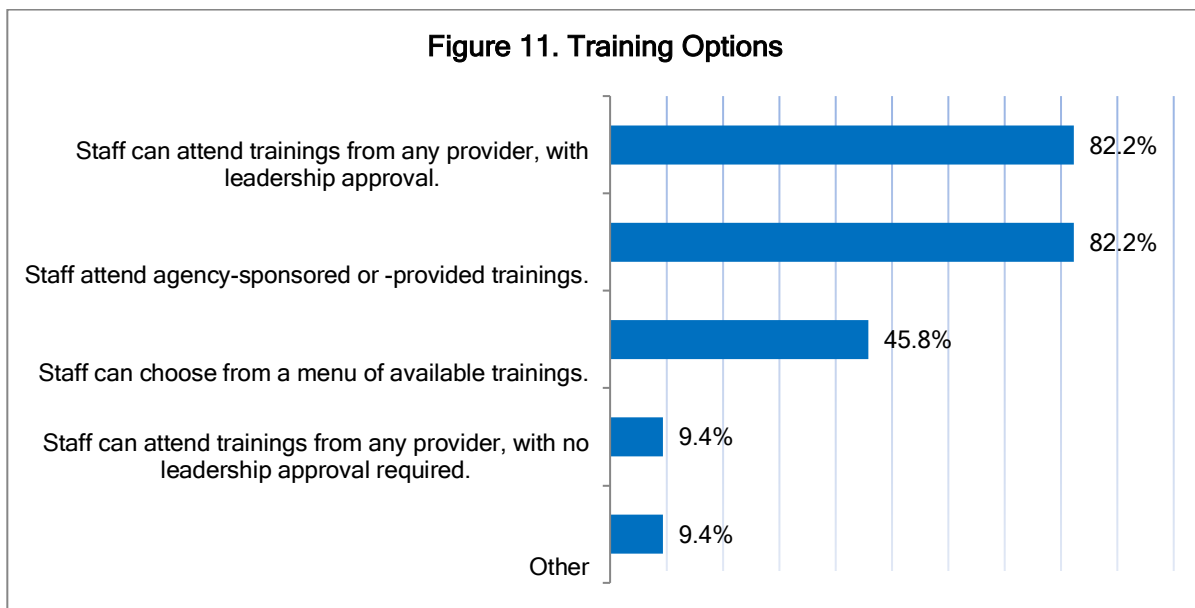 Figure 11. Training Options
Staff can attend trainings from any provider, with
leadership approval.
82.2%
Staff attend agency-sponsored or -provided trainings.
82.2%
Staff can choose from a menu of available trainings.
45.8%
Staff can attend trainings from any provider, with no
leadership approval required.
9.4%
Other
9.4%